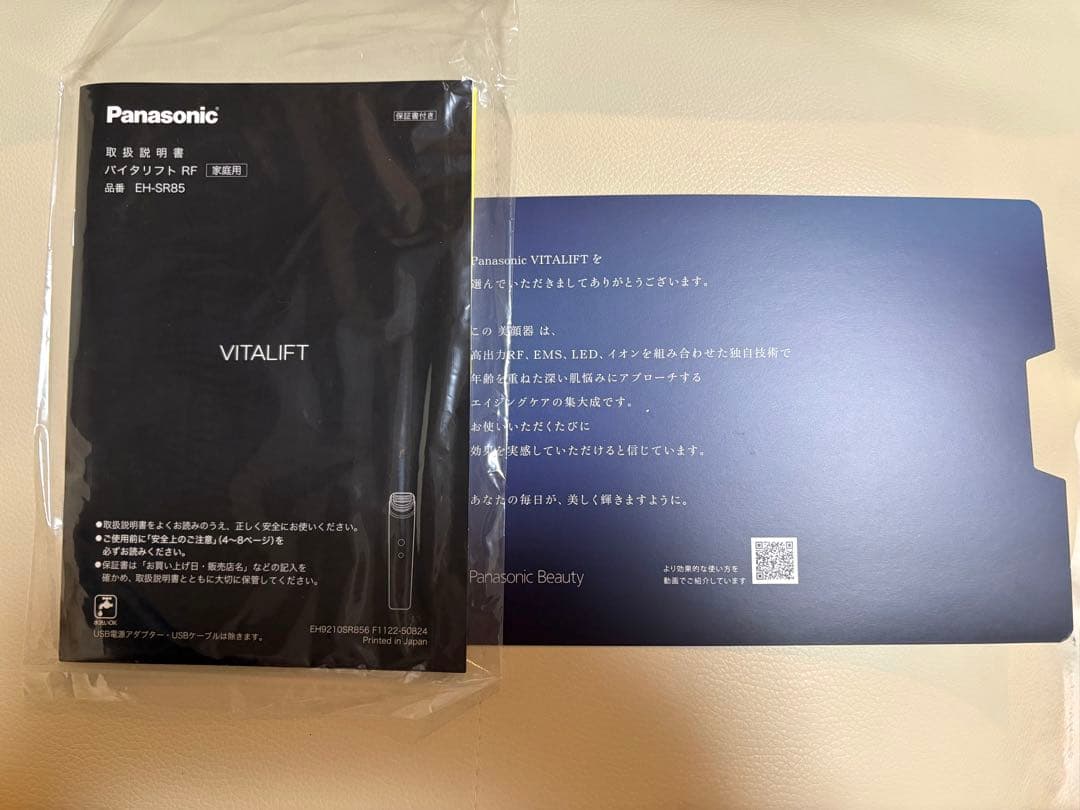 Panasonic
保証書付き
取扱説明書
バイタリフト RF 家庭用
品番 EH-SR85
VITALIFT
●取扱説明書をよくお読みのうえ、正しく安全にお使いください。
●ご使用前に「安全上のご注意」(4〜8ページ)を
必ずお読みください。
●保証書は「お買い上げ日・販売店名」などの記入を
確かめ、取扱説明書とともに大切に保管してください。
水洗いOK
USB電源アダプター・USBケーブルは除きます。
EH9210SR856 F1122-50824
Printed in Japan
Panasonic VITALIFT を
選んでいただきましてありがとうございます。
この 美顔器 は、
高出力RF、EMS、LED、イオンを組み合わせた独自技術で
年齢を重ねた深い肌悩みにアプローチする
エイジングケアの集大成です。
お使いいただくたびに
効果を実感していただけると信じています。
あなたの毎日が、美しく輝きますように。
Panasonic Beauty
より効果的な使い方を
動画でご紹介しています